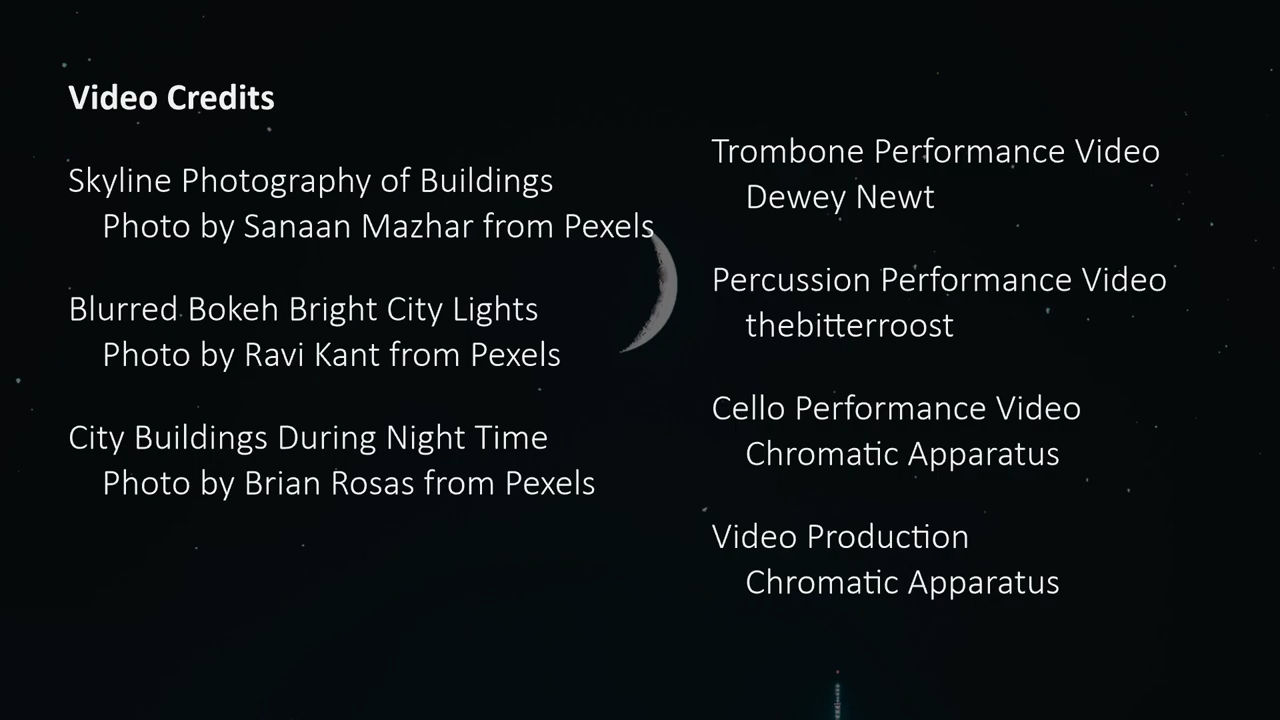 Video Credits
Skyline Photography of Buildings
Photo by Sanaan Mazhar from Pexels
Blurred Bokeh Bright City Lights
Photo by Ravi Kant from Pexels
City Buildings During Night Time
Photo by Brian Rosas from Pexels
Trombone Performance Video
Dewey Newt
Percussion Performance Video
thebitterroost
Cello Performance Video
Chromatic Apparatus
Video Production
Chromatic Apparatus